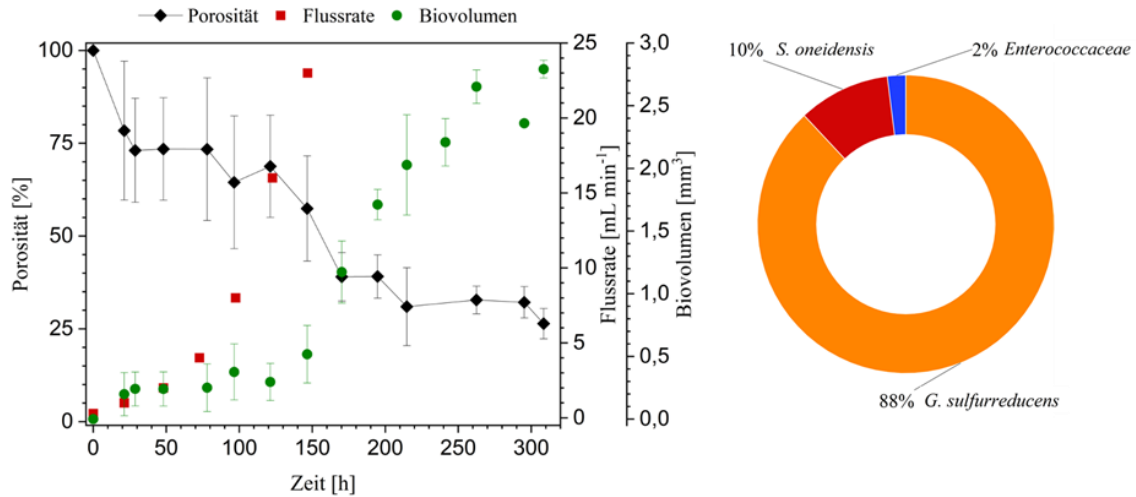 Porosität Flussrate Biovolumen
Porosität [%]
100
75
50
25
0
0 50 100 150 200 250 300
Zeit [h]
25
20
15
10
5
0
Flussrate [mL min⁻¹]
3,0
2,5
2,0
1,5
1,0
0,5
0,0
Biovolumen [mm³]
10% S. oneidensis
2% Enterococcaceae
88% G. sulfurreducens